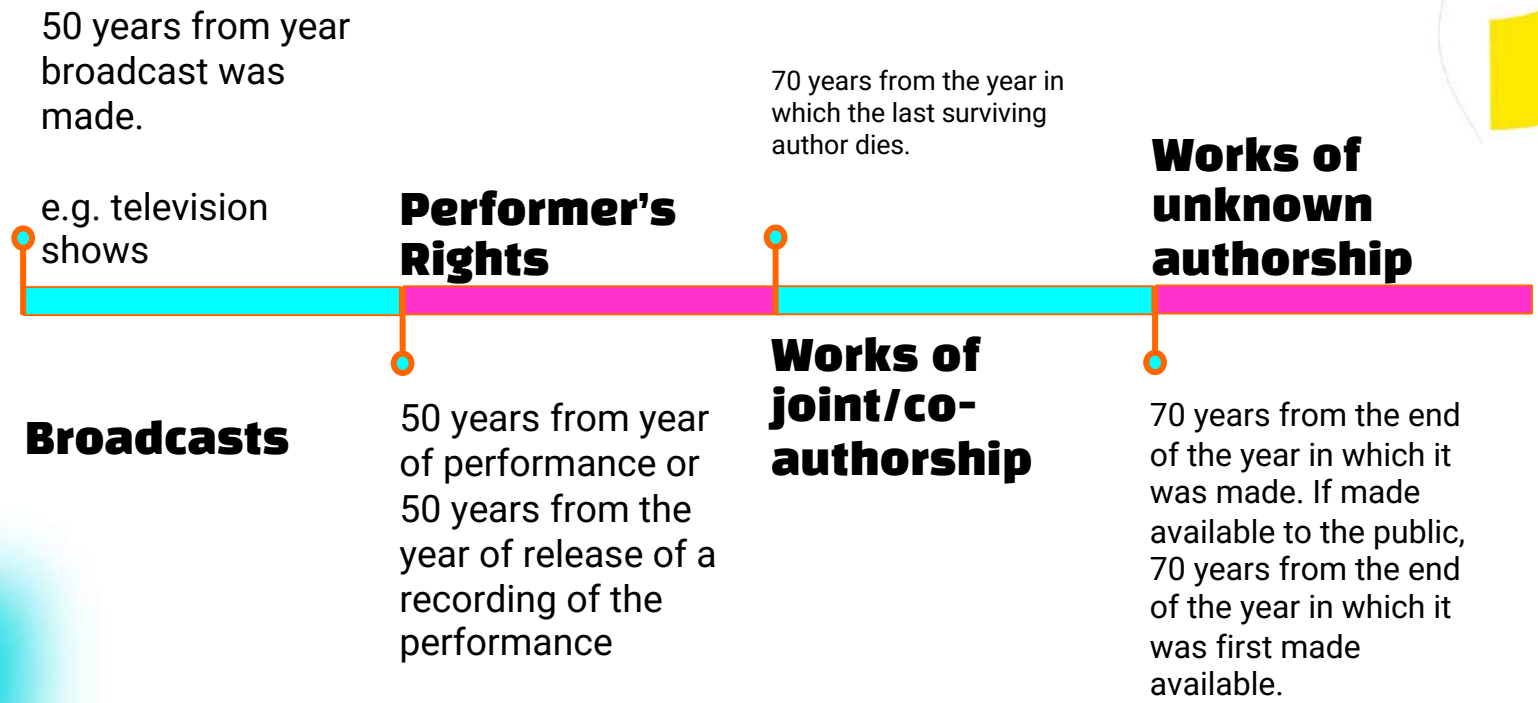 50 years from year
broadcast was
made.
e.g. television
shows
Broadcasts
Performer’s
Rights
50 years from year
of performance or
50 years from the
year of release of a
recording of the
performance
70 years from the year in
which the last surviving
author dies.
Works of
joint/co-
authorship
Works of
unknown
authorship
70 years from the end
of the year in which it
was made. If made
available to the public,
70 years from the end
of the year in which it
was first made
available.